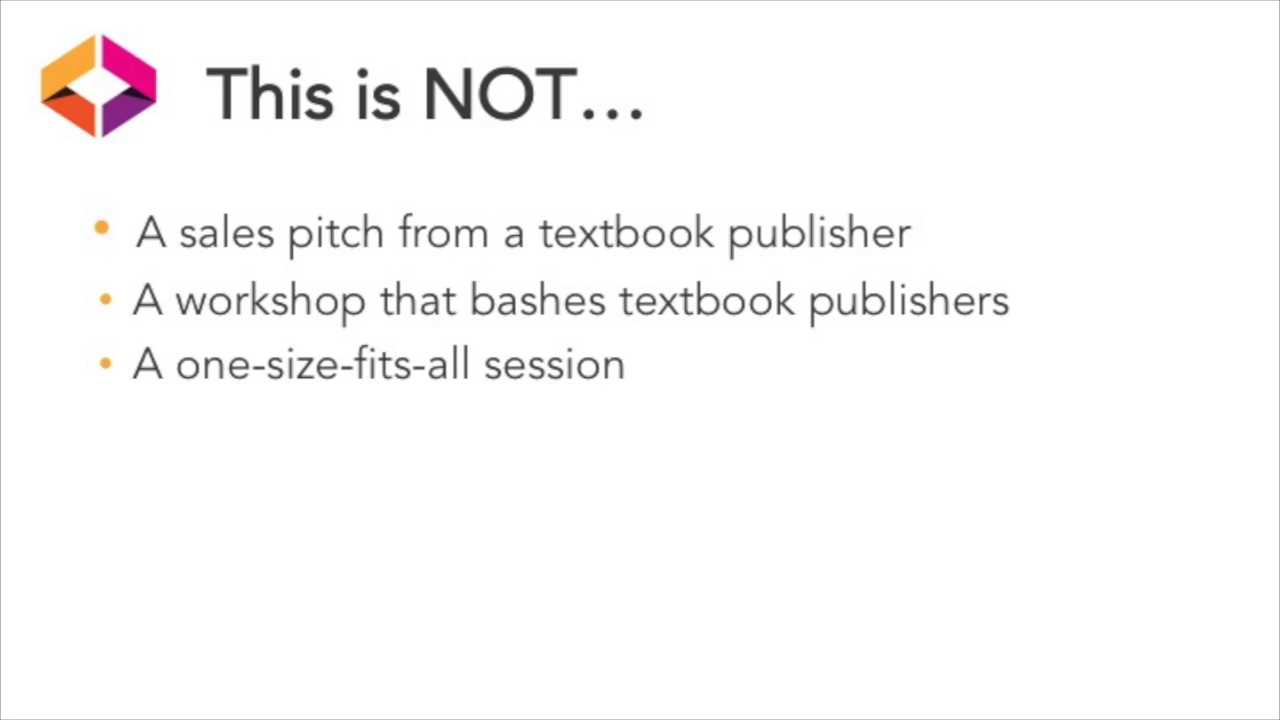 This is NOT...
• A sales pitch from a textbook publisher
• A workshop that bashes textbook publishers
• A one-size-fits-all session